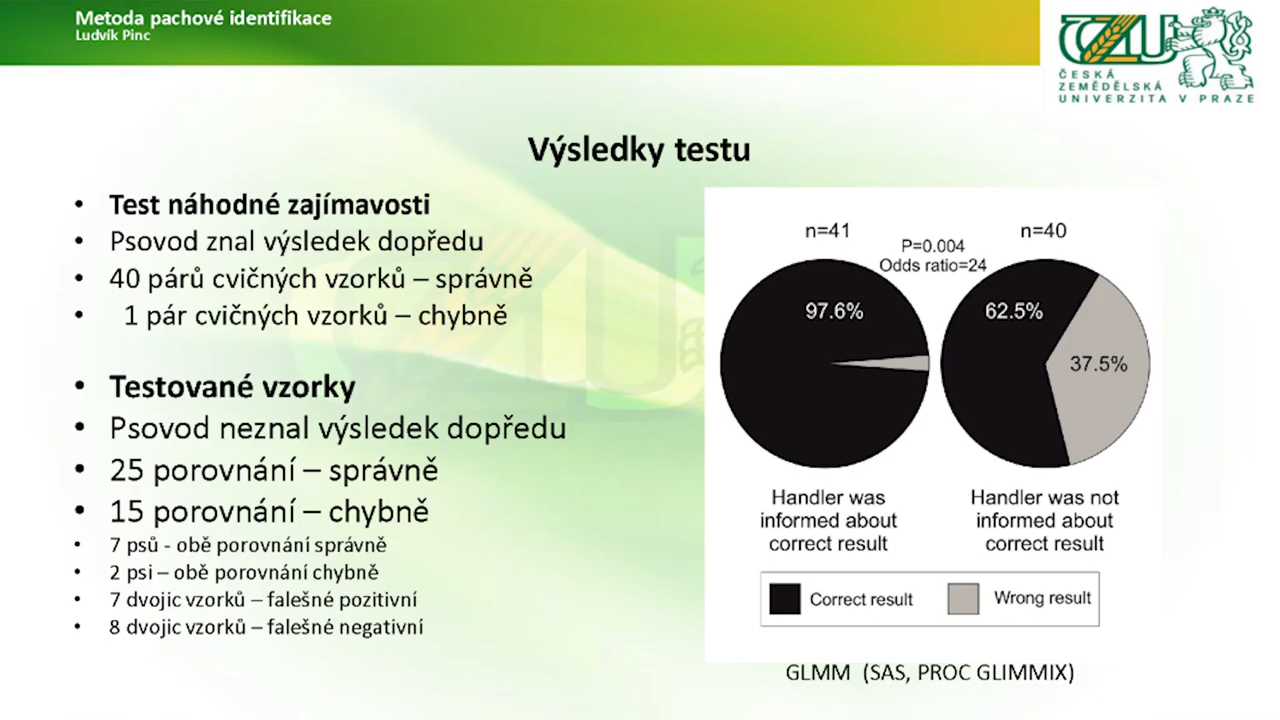 Metoda pachové identifikace
Ludvík Pinc
ČZU
ČESKÁ
ZEMĚDĚLSKÁ
UNIVERZITA V PRAZE
Výsledky testu
• Test náhodné zajímavosti
• Psovod znal výsledek dopředu
• 40 párů cvičných vzorků – správně
• 1 pár cvičných vzorků – chybně
• Testované vzorky
• Psovod neznal výsledek dopředu
• 25 porovnání – správně
• 15 porovnání – chybně
• 7 psů - obě porovnání správně
• 2 psi – obě porovnání chybně
• 7 dvojic vzorků – falešné pozitivní
• 8 dvojic vzorků – falešné negativní
n=41
P=0.004
Odds ratio=24
n=40
97.6%
62.5%
37.5%
Handler was
informed about
correct result
Handler was not
informed about
correct result
Correct result
Wrong result
GLMM (SAS, PROC GLIMMIX)